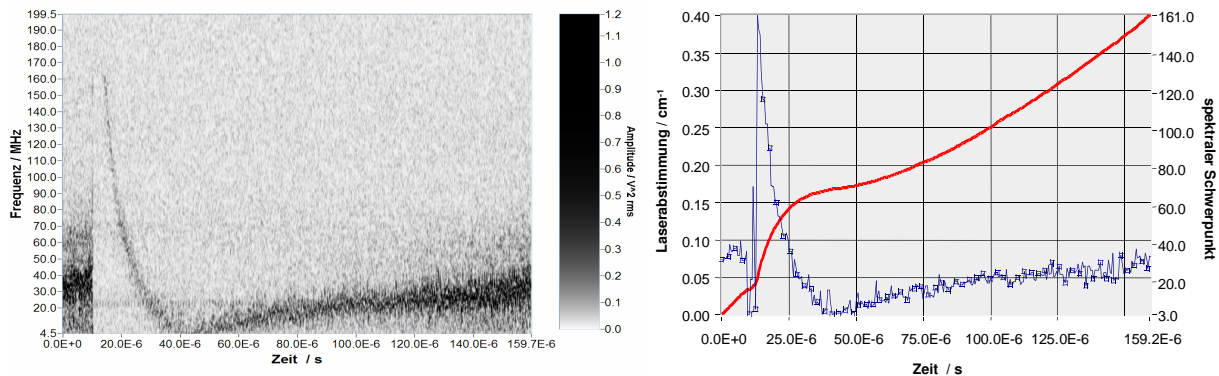 199.5
190.0
180.0
170.0
160.0
150.0
140.0
130.0
120.0
110.0
100.0
90.0
80.0
70.0
60.0
50.0
40.0
30.0
20.0
4.5
Frequenz / MHz
0.0E+0
20.0E-6
40.0E-6
60.0E-6
80.0E-6
100.0E-6
120.0E-6
140.0E-6
159.7E-6
Zeit / s
1.2
1.1
1.0
0.9
0.8
0.7
0.6
0.5
0.4
0.3
0.2
0.1
0.0
Amplitude / V^2 rms
0.40
0.35
0.30
0.25
0.20
0.15
0.10
0.05
0.00
Laserabstimung / cm⁻¹
0.0E+0
25.0E-6
50.0E-6
75.0E-6
100.0E-6
125.0E-6
159.2E-6
Zeit / s
161.0
140.0
120.0
100.0
80.0
60.0
40.0
20.0
3.0
spektraler Schwerpunkt